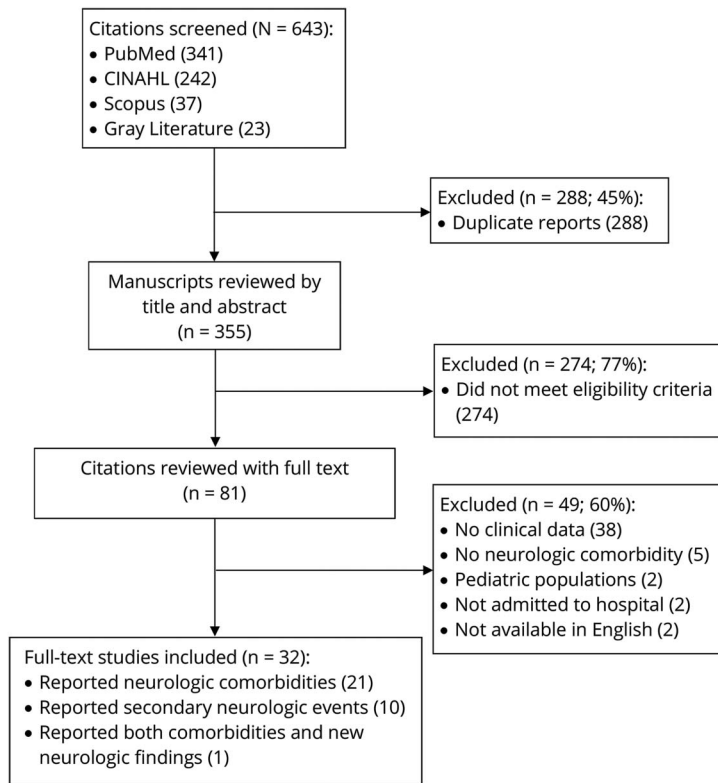 Citations screened (N = 643):
• PubMed (341)
• CINAHL (242)
• Scopus (37)
• Gray Literature (23)
Excluded (n = 288; 45%):
• Duplicate reports (288)
Manuscripts reviewed by
title and abstract
(n = 355)
Excluded (n = 274; 77%):
• Did not meet eligibility criteria
(274)
Citations reviewed with full text
(n = 81)
Excluded (n = 49; 60%):
• No clinical data (38)
• No neurologic comorbidity (5)
• Pediatric populations (2)
• Not admitted to hospital (2)
• Not available in English (2)
Full-text studies included (n = 32):
• Reported neurologic comorbidities (21)
• Reported secondary neurologic events (10)
• Reported both comorbidities and new
neurologic findings (1)